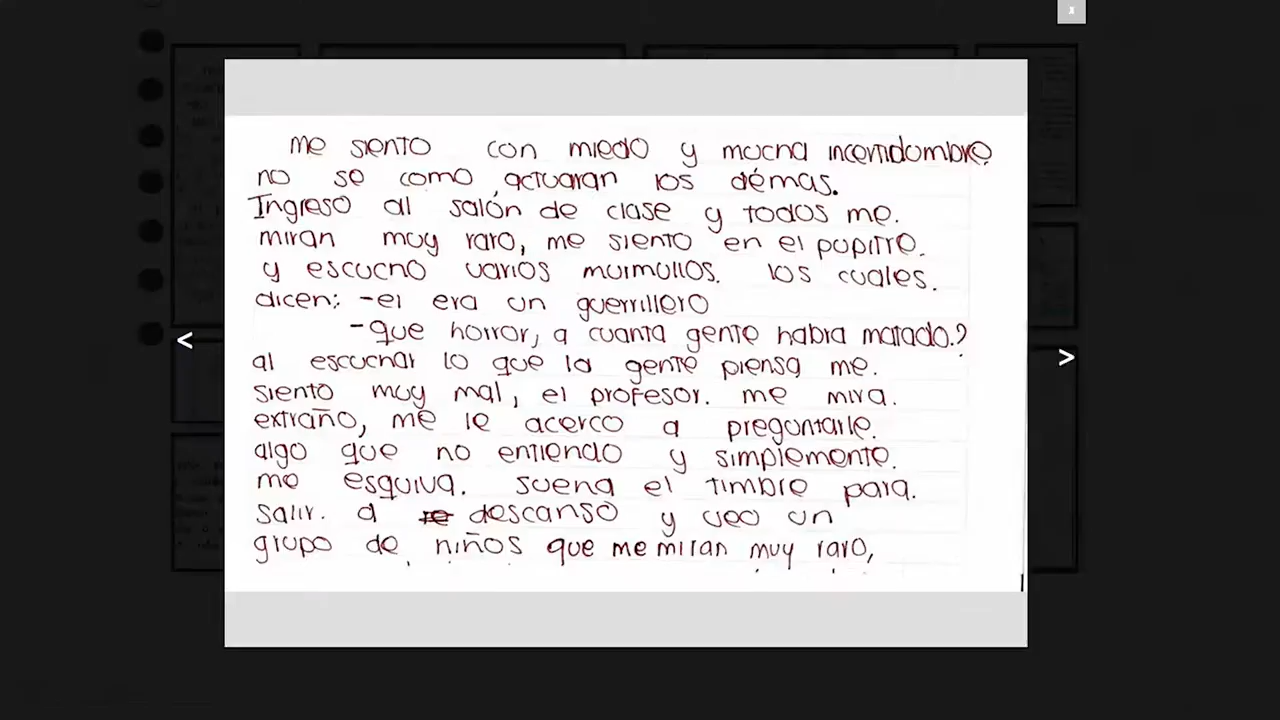 x
me siento con miedo y mucha incertidombre
no se como actuaran los démas.
Ingreso al salón de clase y todos me.
miran muy raro, me siento en el pupitre.
y escucho varios murmullos. los cuales.
dicen: -el era un guerrillero
-que horror, a cuanta gente habra matado.?
al escuchar lo que la gente piensa me.
siento muy mal, el profesor. me mira.
extraño, me le acerco a preguntarle.
algo que no entiendo y simplemente.
me esquiva. suena el timbre para.
salir. a descanso y veo un
grupo de niños que me miran muy raro,
<
>